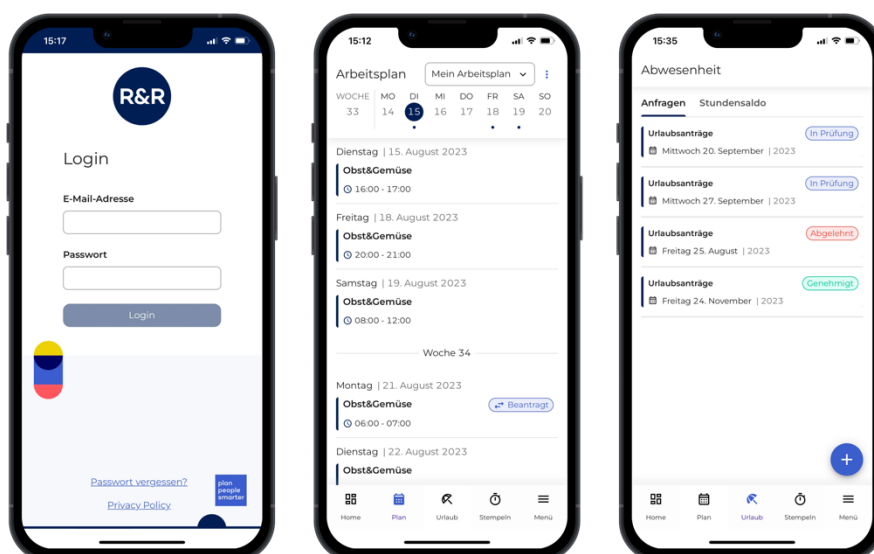 15:17
R&R
Login
E-Mail-Adresse
Passwort
Login
Passwort vergessen?
Privacy Policy
plan
people
smarter
15:12
Arbeitsplan
Mein Arbeitsplan
WOCHE MO DI MI DO FR SA SO
33 14 15 16 17 18 19 20
Dienstag | 15. August 2023
Obst&Gemüse
16:00 - 17:00
Freitag | 18. August 2023
Obst&Gemüse
20:00 - 21:00
Samstag | 19. August 2023
Obst&Gemüse
08:00 - 12:00
Woche 34
Montag | 21. August 2023
Obst&Gemüse Beantragt
06:00 - 07:00
Dienstag | 22. August 2023
Obst&Gemüse
Home Plan Urlaub Stempeln Menü
15:35
Abwesenheit
Anfragen Stundensaldo
Urlaubsanträge In Prüfung
Mittwoch 20. September | 2023
Urlaubsanträge In Prüfung
Mittwoch 27. September | 2023
Urlaubsanträge Abgelehnt
Freitag 25. August | 2023
Urlaubsanträge Genehmigt
Freitag 24. November | 2023
+
Home Plan Urlaub Stempeln Menü